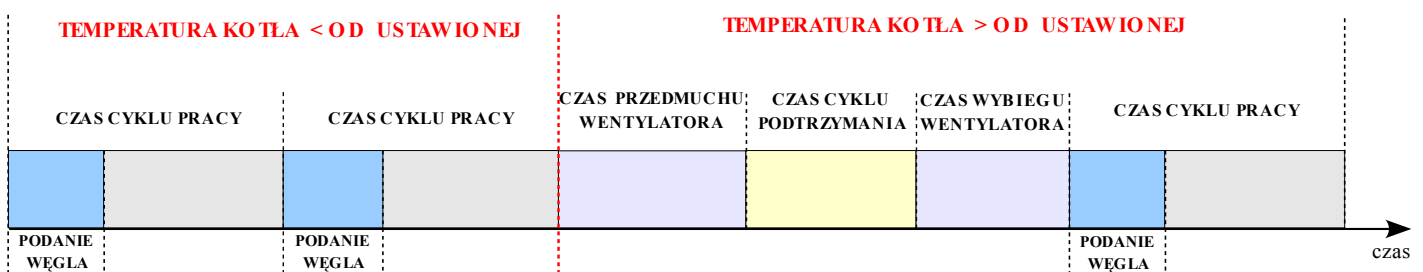 TEMPERATURA KOTŁA < OD USTAWIONEJ
TEMPERATURA KOTŁA > OD USTAWIONEJ
CZAS CYKLU PRACY
CZAS CYKLU PRACY
CZAS PRZEDMUCHU
WENTYLATORA
CZAS CYKLU
PODTRZYMANIA
CZAS WYBIEGU
WENTYLATORA
CZAS CYKLU PRACY
PODANIE
WĘGLA
PODANIE
WĘGLA
PODANIE
WĘGLA
czas